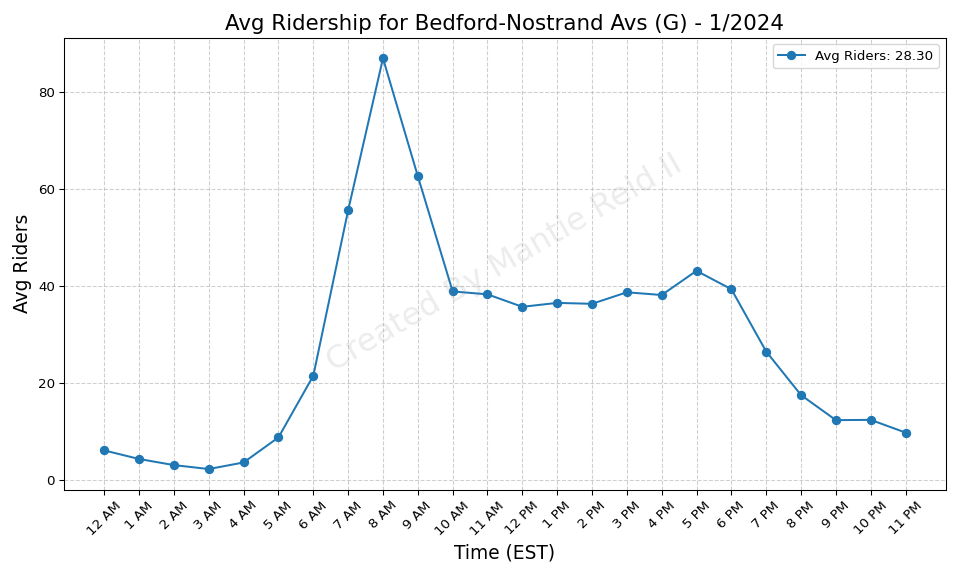 Avg Ridership for Bedford-Nostrand Avs (G) - 1/2024
Avg Riders: 28.30
Avg Riders
80
60
40
20
0
Created By Mantie Reid II
12 AM
1 AM
2 AM
3 AM
4 AM
5 AM
6 AM
7 AM
8 AM
9 AM
10 AM
11 AM
12 PM
1 PM
2 PM
3 PM
4 PM
5 PM
6 PM
7 PM
8 PM
9 PM
10 PM
11 PM
Time (EST)